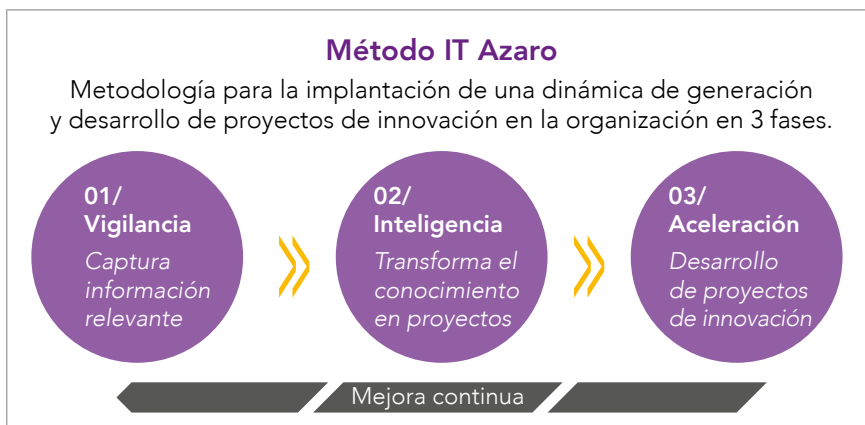 Método IT Azaro
Metodología para la implantación de una dinámica de generación
y desarrollo de proyectos de innovación en la organización en 3 fases.
01/
Vigilancia
Captura
información
relevante
02/
Inteligencia
Transforma el
conocimiento
en proyectos
03/
Aceleración
Desarrollo
de proyectos
de innovación
Mejora continua